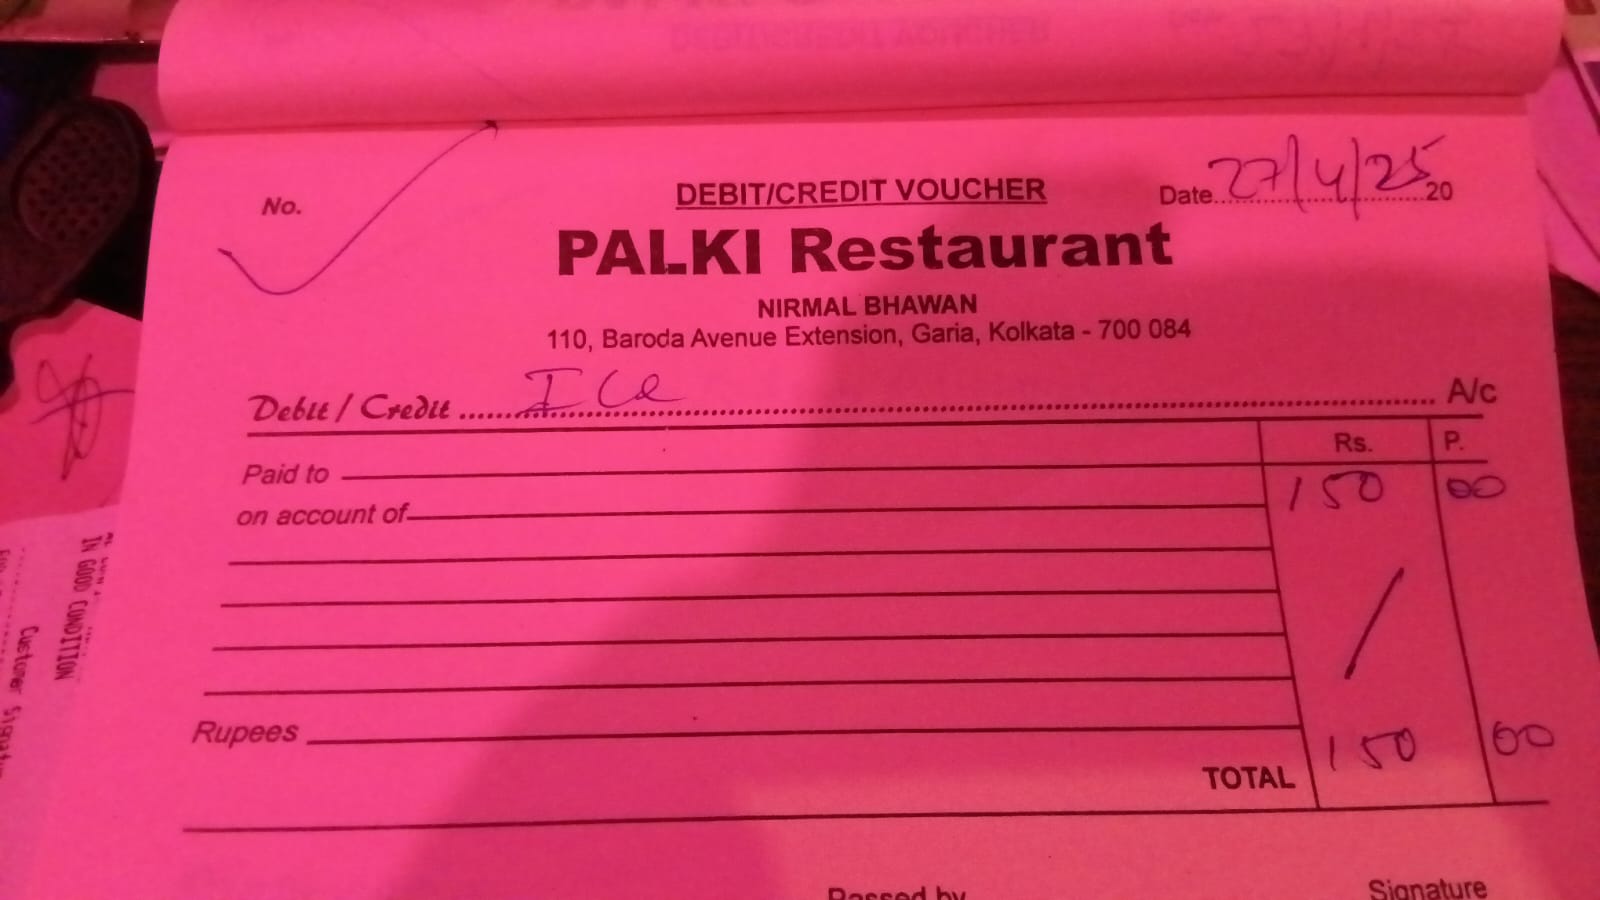 No.
DEBIT/CREDIT VOUCHER
Date 27/4/25 20
PALKI Restaurant
NIRMAL BHAWAN
110, Baroda Avenue Extension, Garia, Kolkata - 700 084
Debit / Credit Ice A/c
Rs. P.
Paid to 150 00
on account of
Rupees
TOTAL 150 00
Passed by
Signature
IN GOOD CONDITION
Customer